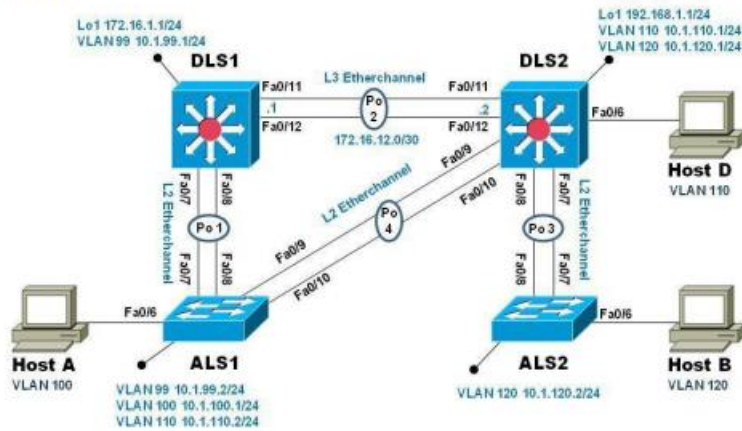 Lo1 172.16.1.1/24
VLAN 99 10.1.99.1/24
Lo1 192.168.1.1/24
VLAN 110 10.1.110.1/24
VLAN 120 10.1.120.1/24
DLS1
DLS2
Fa0/11
L3 Etherchannel
Fa0/11
.1
Po 2
.2
Fa0/12
172.16.12.0/30
Fa0/12
Fa0/6
Host D
VLAN 110
Fa0/7
Fa0/8
L2 Etherchannel
Po 1
Fa0/7
Fa0/8
Fa0/9
Fa0/10
L2 Etherchannel
Po 4
Fa0/9
Fa0/10
Fa0/8
Fa0/7
L2 Etherchannel
Po 3
Fa0/8
Fa0/7
Fa0/6
Host A
VLAN 100
ALS1
VLAN 99 10.1.99.2/24
VLAN 100 10.1.100.1/24
VLAN 110 10.1.110.2/24
ALS2
VLAN 120 10.1.120.2/24
Fa0/6
Host B
VLAN 120